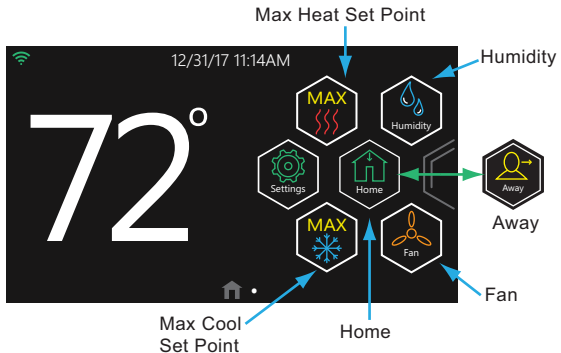 Max Heat Set Point
Humidity
12/31/17 11:14AM
72°
MAX
Humidity
Settings
Home
Away
Away
MAX
Fan
Fan
Max Cool
Set Point
Home